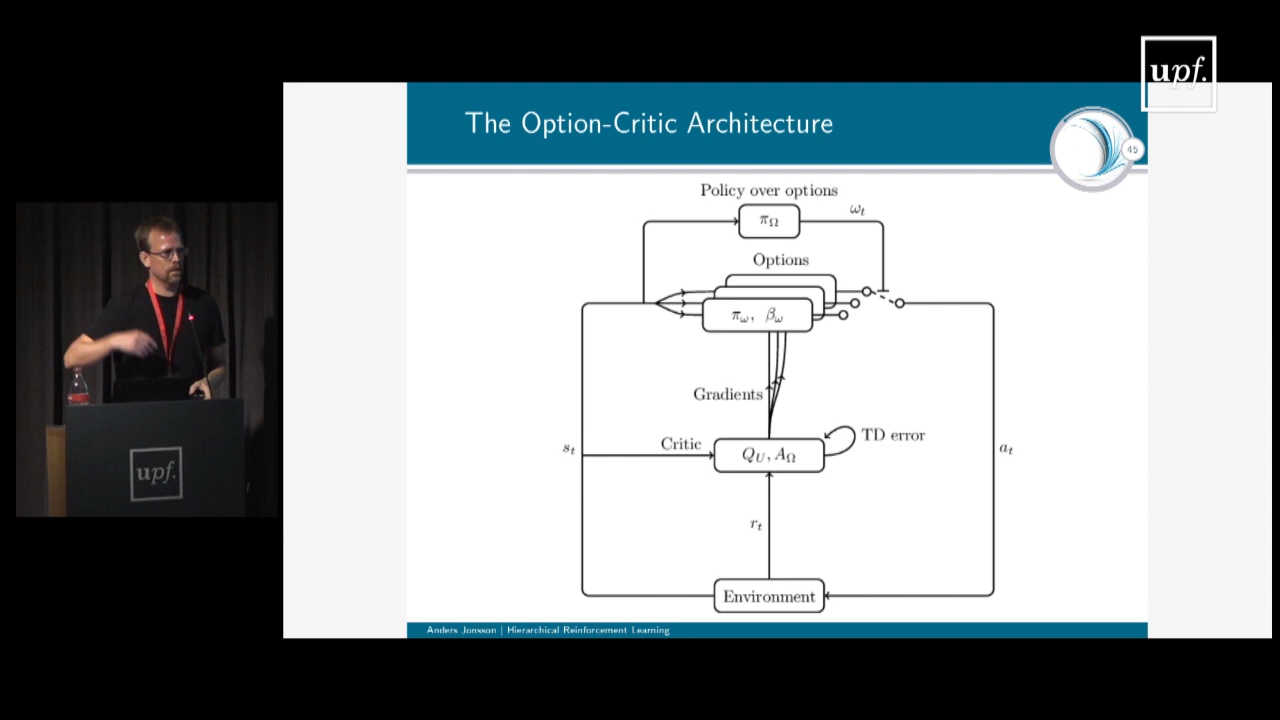 upf.
The Option-Critic Architecture
45
Policy over options
π_Ω
ω_t
Options
π_ω, β_ω
Gradients
TD error
Critic
Q_U, A_Ω
s_t
a_t
r_t
Environment
upf.
Anders Jonsson | Hierarchical Reinforcement Learning